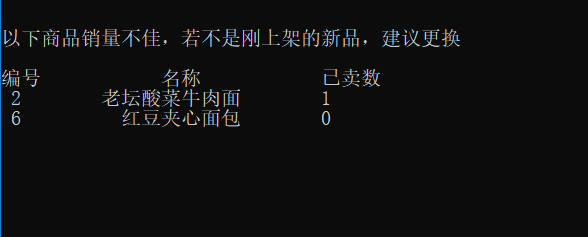 以下商品销量不佳，若不是刚上架的新品，建议更换
编号 名称 已卖数
2 老坛酸菜牛肉面 1
6 红豆夹心面包 0